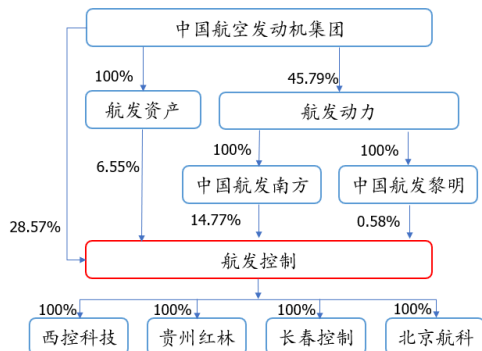 中国航空发动机集团
100%
45.79%
航发资产
航发动力
100%
100%
6.55%
中国航发南方
中国航发黎明
28.57%
14.77%
0.58%
航发控制
100%
100%
100%
100%
西控科技
贵州红林
长春控制
北京航科